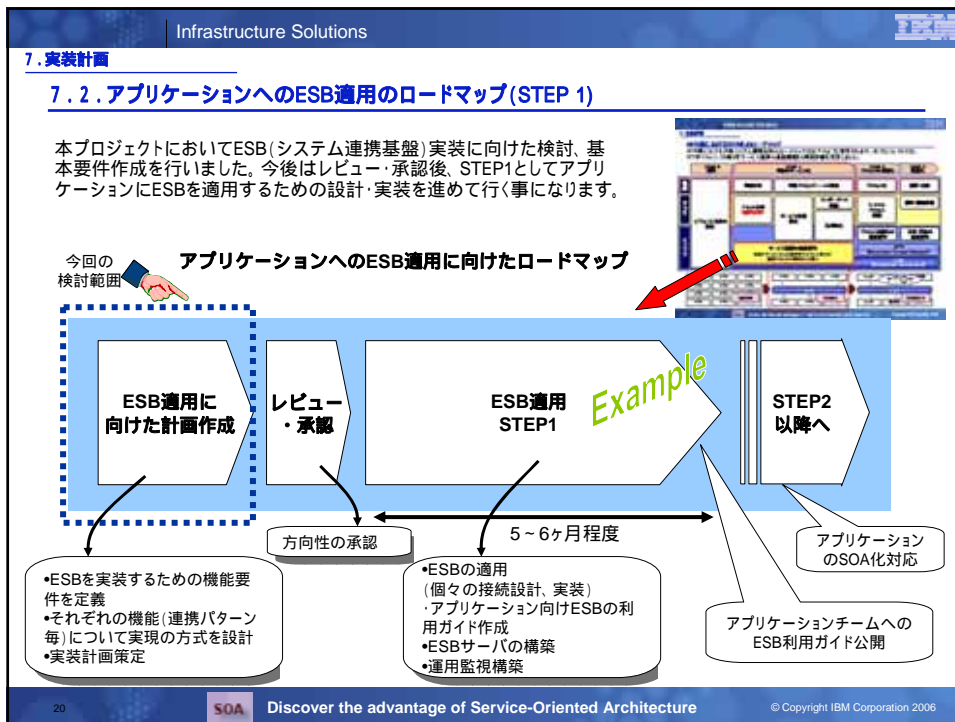 Infrastructure Solutions
IBM
7.実装計画
7.2.アプリケーションへのESB適用のロードマップ(STEP 1)
本プロジェクトにおいてESB(システム連携基盤)実装に向けた検討、基
本要件作成を行いました。今後はレビュー・承認後、STEP1としてアプリ
ケーションにESBを適用するための設計・実装を進めて行く事になります。
今回の
検討範囲
アプリケーションへのESB適用に向けたロードマップ
ESB適用に
向けた計画作成
レビュー
・承認
ESB適用
STEP1
Example
STEP2
以降へ
5~6ヶ月程度
方向性の承認
アプリケーション
のSOA化対応
•ESBを実装するための機能要
件を定義
•それぞれの機能(連携パターン
毎)について実現の方式を設計
•実装計画策定
•ESBの適用
(個々の接続設計、実装)
・アプリケーション向けESBの利
用ガイド作成
•ESBサーバの構築
•運用監視構築
アプリケーションチームへの
ESB利用ガイド公開
20
SOA
Discover the advantage of Service-Oriented Architecture
© Copyright IBM Corporation 2006